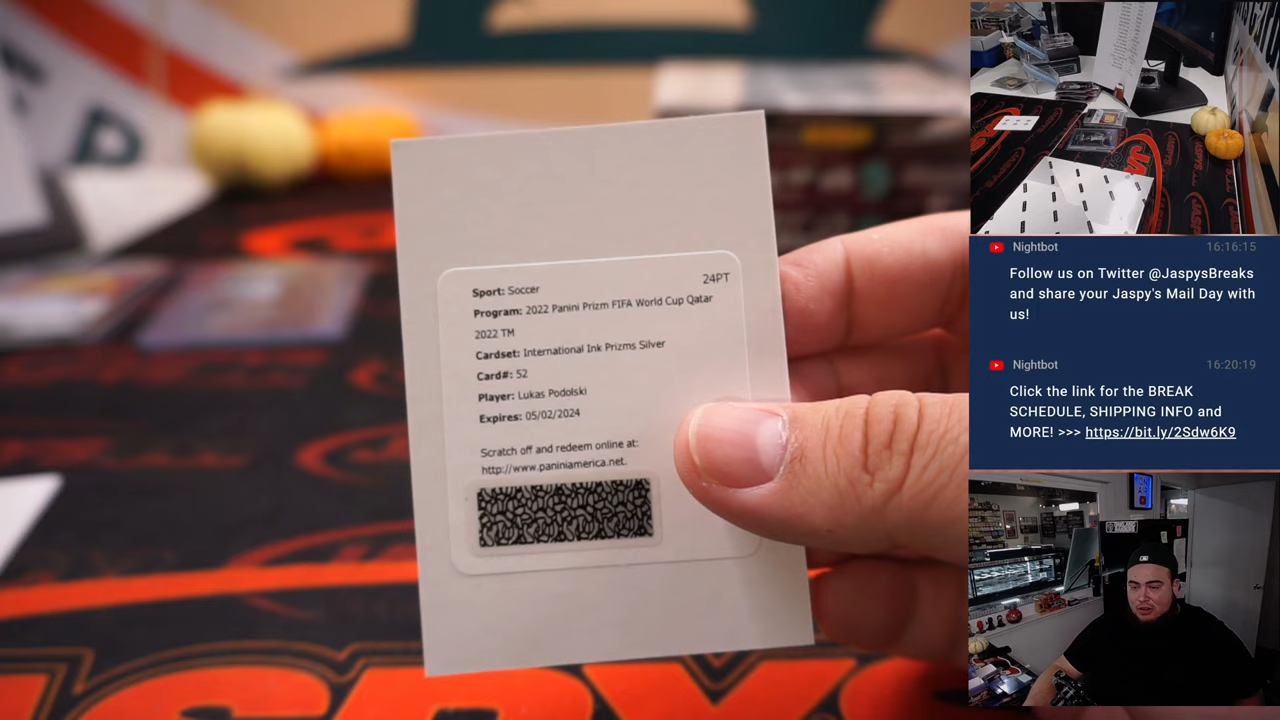 24PT
Sport: Soccer
Program: 2022 Panini Prizm FIFA World Cup Qatar
2022 TM
Cardset: International Ink Prizms Silver
Card#: 52
Player: Lukas Podolski
Expires: 05/02/2024
Scratch off and redeem online at:
http://www.paniniamerica.net.
Nightbot 16:16:15
Follow us on Twitter @JaspysBreaks
and share your Jaspy's Mail Day with
us!
Nightbot 16:20:19
Click the link for the BREAK
SCHEDULE, SHIPPING INFO and
MORE! >>> https://bit.ly/2Sdw6K9